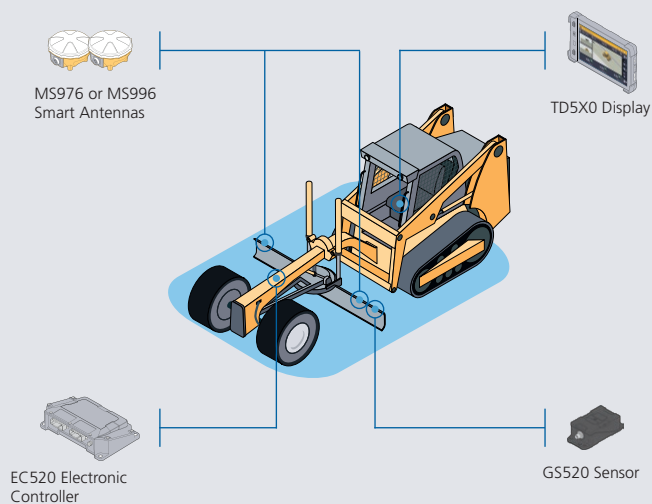 MS976 or MS996
Smart Antennas
TD5X0 Display
EC520 Electronic
Controller
GS520 Sensor